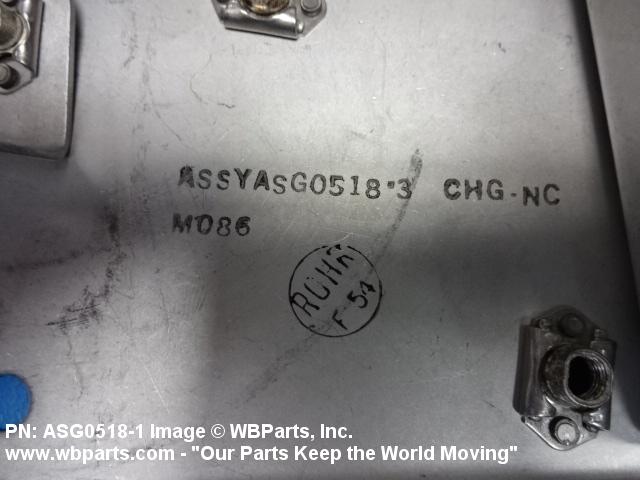 ASSYASG0518-3 CHG-NC
M086
ROHR
F 54
PN: ASG0518-1 Image © WBParts, Inc.
www.wbparts.com - "Our Parts Keep the World Moving"